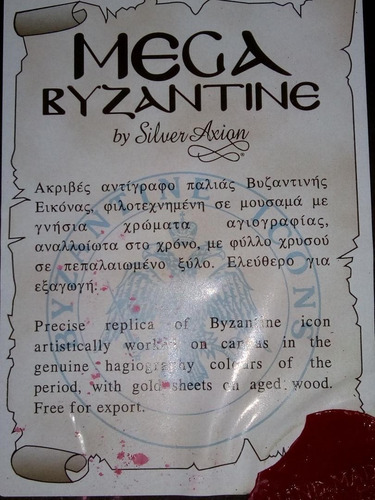 MEGA
BYZANTINE
by Silver Axion
Ακριβές αντίγραφο παλιάς Βυζαντινής
Εικόνας, φιλοτεχνημένη σε μουσαμά με
γνήσια χρώματα αγιογραφίας,
αναλλοίωτα στο χρόνο, με φύλλο χρυσού
σε πεπαλαιωμένο ξύλο. Ελεύθερο για
εξαγωγή.
Precise replica of Byzantine icon
artistically worked on canvas in the
genuine hagiography colours of the
period, with gold sheets on aged wood.
Free for export.
BYZANTINE ICONS